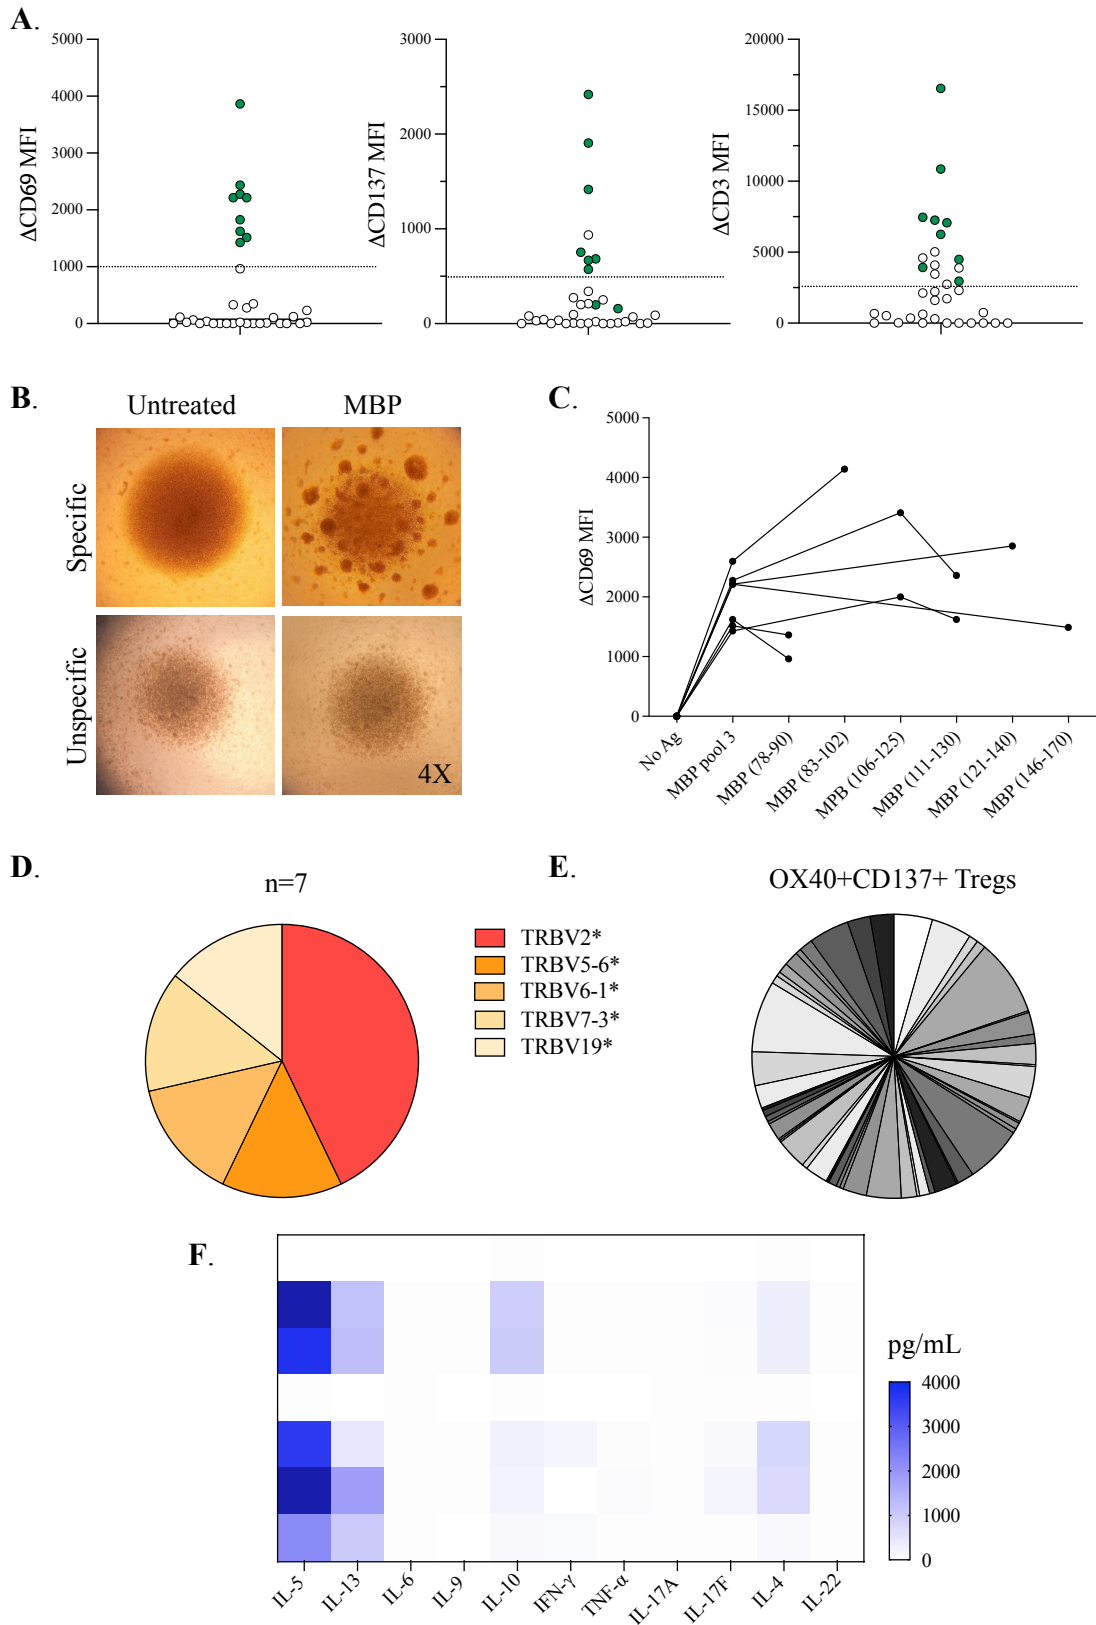 A.
ΔCD69 MFI
5000
4000
3000
2000
1000
0
ΔCD137 MFI
3000
2000
1000
0
ΔCD3 MFI
20000
15000
10000
5000
0
B.
Untreated
MBP
Specific
Unspecific
4X
C.
ΔCD69 MFI
5000
4000
3000
2000
1000
0
No Ag
MBP pool 3
MBP (78-90)
MBP (83-102)
MPB (106-125)
MBP (111-130)
MBP (121-140)
MBP (146-170)
D.
n=7
TRBV2*
TRBV5-6*
TRBV6-1*
TRBV7-3*
TRBV19*
E.
OX40+CD137+ Tregs
F.
IL-5
IL-13
IL-6
IL-9
IL-10
IFN-γ
TNF-α
IL-17A
IL-17F
IL-4
IL-22
pg/mL
4000
3000
2000
1000
0